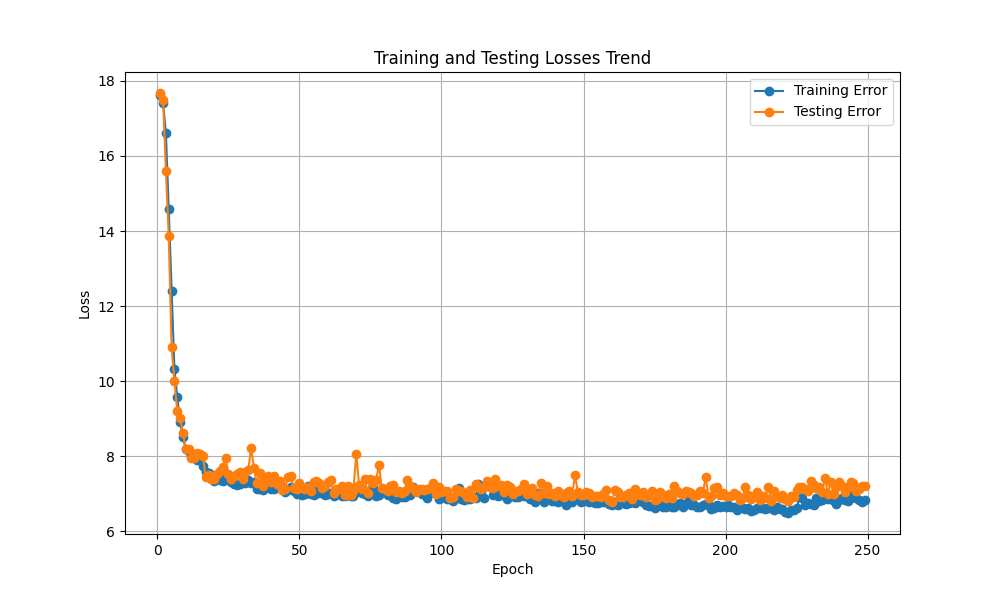 Training and Testing Losses Trend
Training Error
Testing Error
Loss
18
16
14
12
10
8
6
0
50
100
150
200
250
Epoch